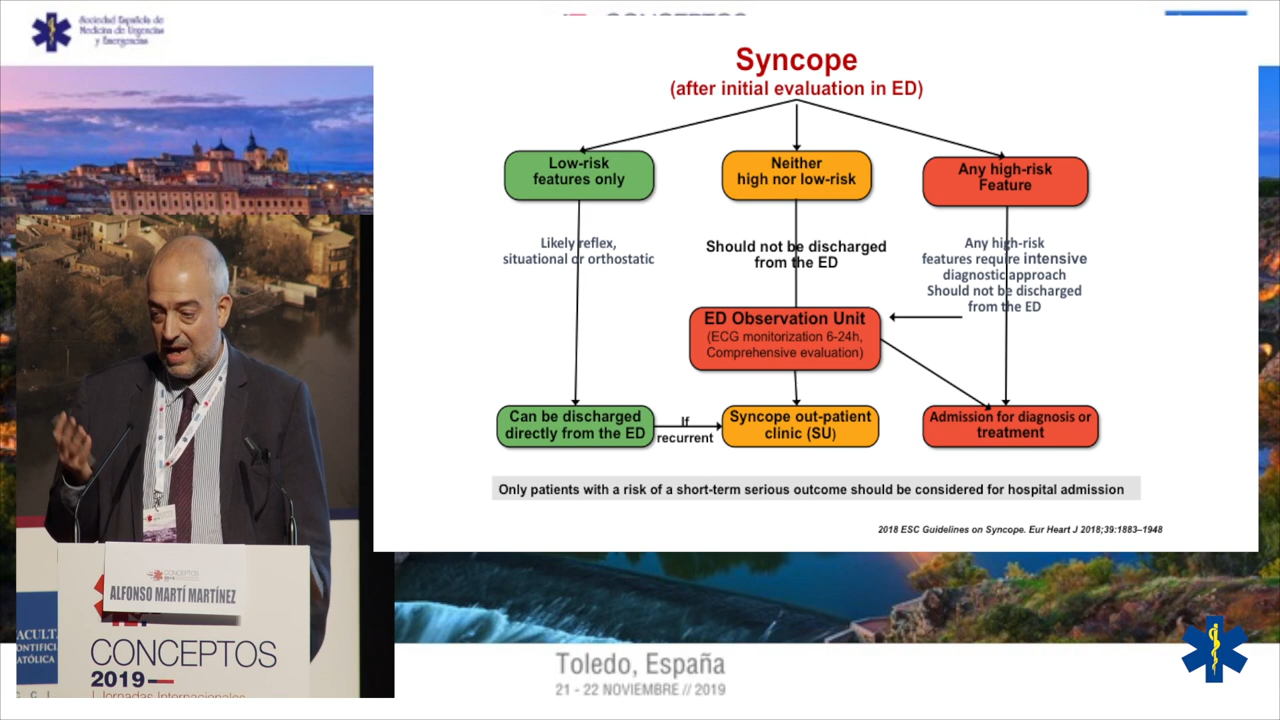 Sociedad Española de
Medicina de Urgencias
y Emergencias
CONCEPTOS
Syncope
(after initial evaluation in ED)
Low-risk
features only
Neither
high nor low-risk
Any high-risk
Feature
Likely reflex,
situational or orthostatic
Should not be discharged
from the ED
Any high-risk
features require intensive
diagnostic approach
Should not be discharged
from the ED
ED Observation Unit
(ECG monitorization 6-24h,
Comprehensive evaluation)
Can be discharged
directly from the ED
If
recurrent
Syncope out-patient
clinic (SU)
Admission for diagnosis or
treatment
Only patients with a risk of a short-term serious outcome should be considered for hospital admission
2018 ESC Guidelines on Syncope. Eur Heart J 2018;39:1883–1948
CONCEPTOS
2019
ALFONSO MARTÍ MARTÍNEZ
CONCEPTOS
2019
I Jornadas Internacionales
ACULT
ONTIFICI
ATÓLICA
Toledo, España
21 - 22 NOVIEMBRE // 2019